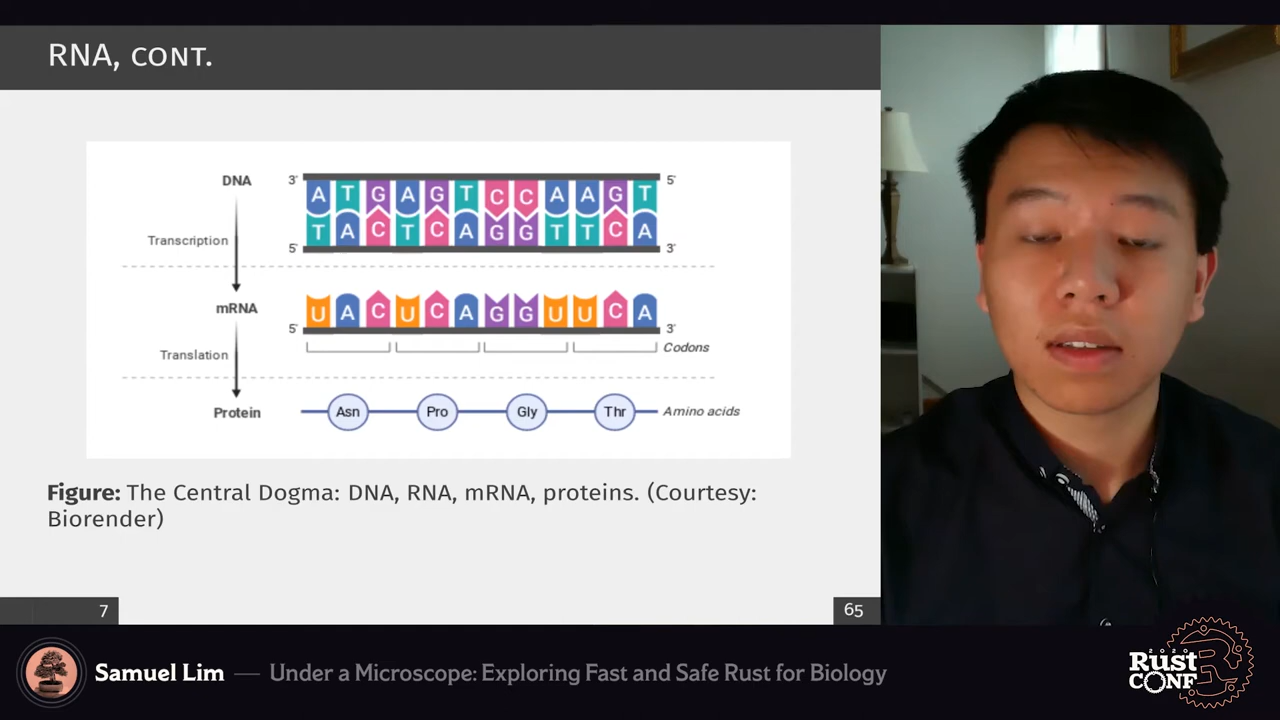 RNA, CONT.
DNA
3'
A T G A G T C C A A G T
5'
Transcription
5'
T A C T C A G G T T C A
3'
mRNA
5'
U A C U C A G G U U C A
3'
Codons
Translation
Protein
Asn Pro Gly Thr
Amino acids
Figure: The Central Dogma: DNA, RNA, mRNA, proteins. (Courtesy:
Biorender)
7
65
Samuel Lim — Under a Microscope: Exploring Fast and Safe Rust for Biology
2020
Rust
CONF